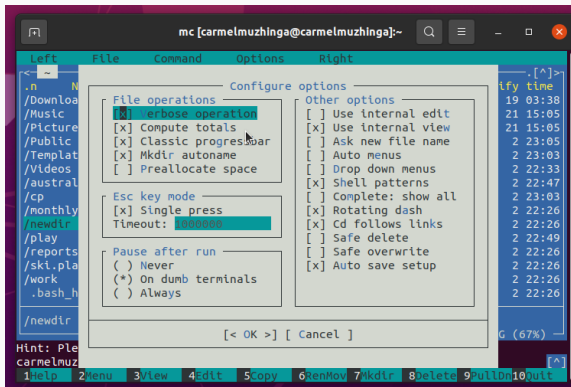 mc [carmelmuzhinga@carmelmuzhinga]:~
Left File Command Options Right
<─ ~ .[^]>
.n N ify time
Configure options
File operations
[x] Verbose operation
[x] Compute totals
[x] Classic progressbar
[x] Mkdir autoname
[ ] Preallocate space
Esc key mode
[x] Single press
Timeout: 1000000
Pause after run
( ) Never
(*) On dumb terminals
( ) Always
Other options
[ ] Use internal edit
[x] Use internal view
[ ] Ask new file name
[ ] Auto menus
[ ] Drop down menus
[x] Shell patterns
[ ] Complete: show all
[x] Rotating dash
[x] Cd follows links
[ ] Safe delete
[ ] Safe overwrite
[x] Auto save setup
[< OK >] [ Cancel ]
/Downloa 19 03:38
/Music 21 15:05
/Picture 21 15:05
/Public 2 23:05
/Templat 2 23:03
/Videos 2 22:33
/austral 2 22:47
/cp 2 23:03
/monthly 2 22:26
/newdir 2 22:26
/play 2 22:49
/reports 2 22:26
/ski.pla 2 22:26
/work 2 22:26
.bash_h 2 22:26
/newdir
G (67%)
Hint: Ple
carmelmuz [^]
1Help 2Menu 3View 4Edit 5Copy 6RenMov 7Mkdir 8Delete 9PullDn 10Quit